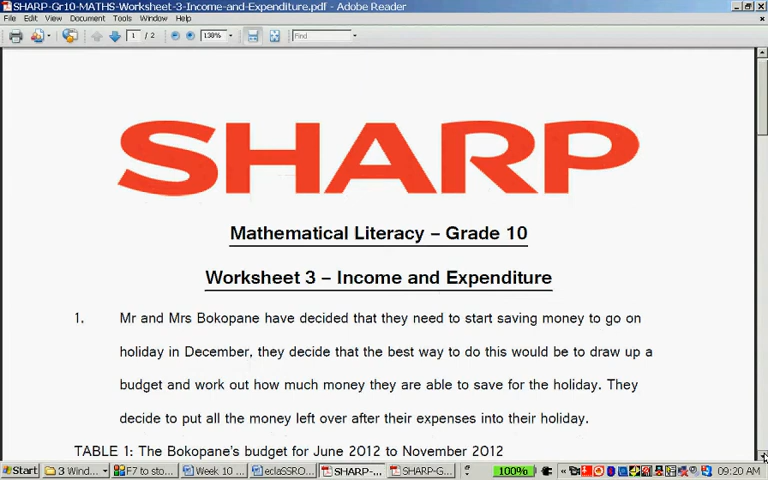 SHARP-Gr10-MATHS-Worksheet-3-Income-and-Expenditure.pdf - Adobe Reader
File Edit View Document Tools Window Help
1 / 2 138% Find
SHARP
Mathematical Literacy – Grade 10
Worksheet 3 – Income and Expenditure
1. Mr and Mrs Bokopane have decided that they need to start saving money to go on
holiday in December, they decide that the best way to do this would be to draw up a
budget and work out how much money they are able to save for the holiday. They
decide to put all the money left over after their expenses into their holiday.
TABLE 1: The Bokopane's budget for June 2012 to November 2012
Start 3 Wind... F7 to sto... Week 10 ... eclaSSRO... SHARP-... SHARP-G... 100% « 09:20 AM